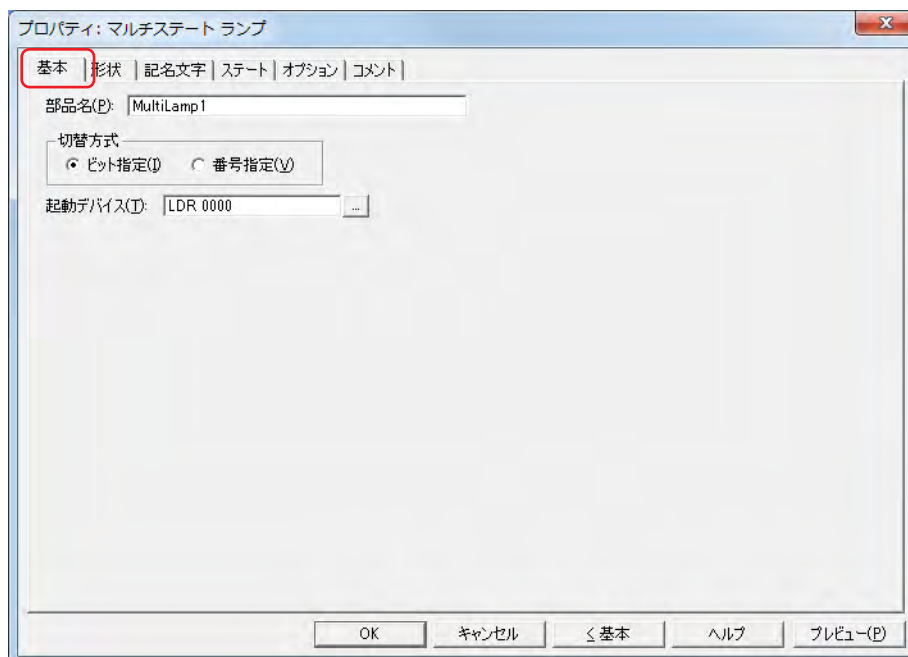 プロパティ: マルチステート ランプ
基本 形状 記名文字 ステート オプション コメント
部品名(P): MultiLamp1
切替方式
ビット指定(I) 番号指定(V)
起動デバイス(T): LDR 0000 ...
OK キャンセル < 基本 ヘルプ プレビュー(P)